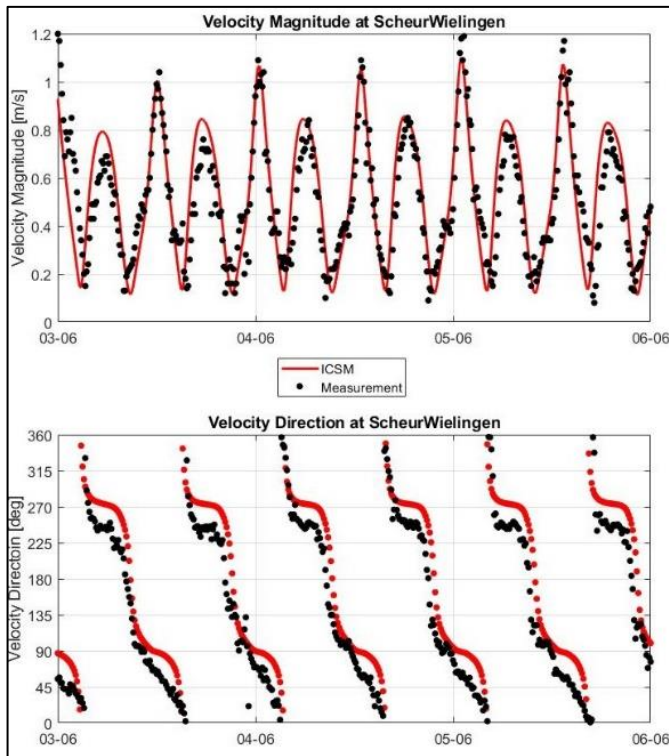 Velocity Magnitude at ScheurWielingen
Velocity Magnitude [m/s]
1.2
1
0.8
0.6
0.4
0.2
0
03-06 04-06 05-06 06-06
ICSM
Measurement
Velocity Direction at ScheurWielingen
Velocity Directoin [deg]
360
315
270
225
180
135
90
45
0
03-06 04-06 05-06 06-06